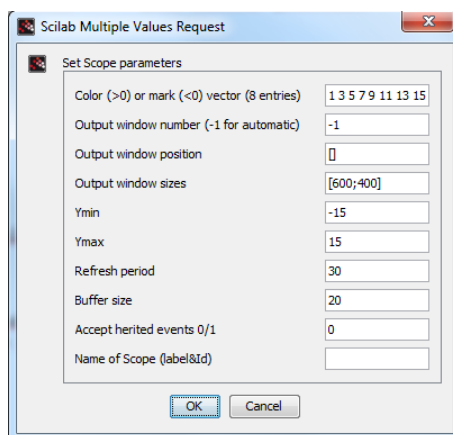 Scilab Multiple Values Request
Set Scope parameters
Color (>0) or mark (<0) vector (8 entries) 1 3 5 7 9 11 13 15
Output window number (-1 for automatic) -1
Output window position []
Output window sizes [600;400]
Ymin -15
Ymax 15
Refresh period 30
Buffer size 20
Accept herited events 0/1 0
Name of Scope (label&Id)
OK Cancel